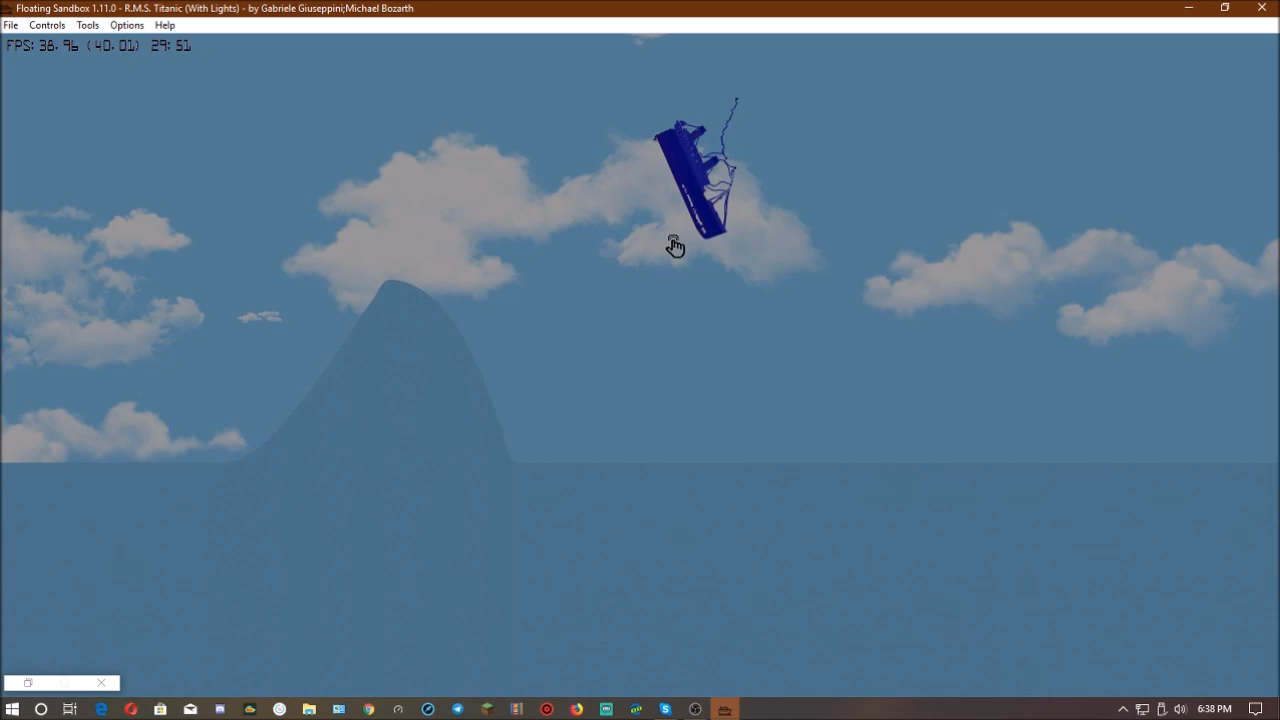 Floating Sandbox 1.11.0 - R.M.S. Titanic (With Lights) - by Gabriele Giuseppini;Michael Bozarth
File Controls Tools Options Help
FPS: 38.96 (40.01) 29:51
6:38 PM